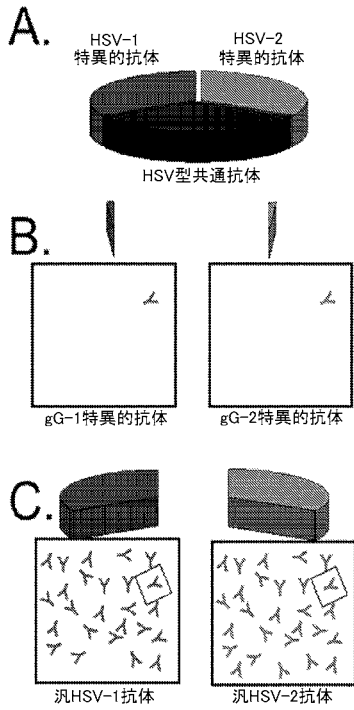 A.
HSV-1
特異的抗体
HSV-2
特異的抗体
HSV型共通抗体
B.
gG-1特異的抗体
gG-2特異的抗体
C.
汎HSV-1抗体
汎HSV-2抗体